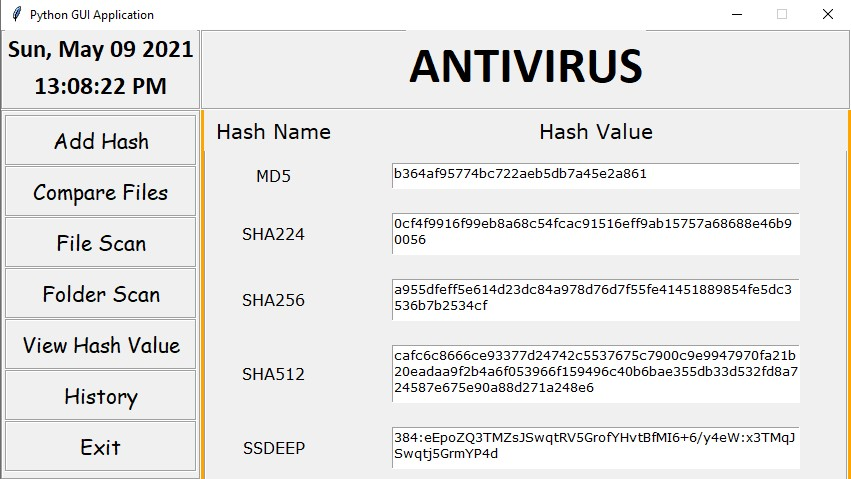 Python GUI Application
Sun, May 09 2021
13:08:22 PM
ANTIVIRUS
Add Hash
Compare Files
File Scan
Folder Scan
View Hash Value
History
Exit
Hash Name Hash Value
MD5 b364af95774bc722aeb5db7a45e2a861
SHA224 0cf4f9916f99eb8a68c54fcac91516eff9ab15757a68688e46b9
0056
SHA256 a955dfeff5e614d23dc84a978d76d7f55fe41451889854fe5dc3
536b7b2534cf
SHA512 cafc6c8666ce93377d24742c5537675c7900c9e9947970fa21b
20eadaa9f2b4a6f053966f159496c40b6bae355db33d532fd8a7
24587e675e90a88d271a248e6
SSDEEP 384:eEpoZQ3TMZsJSwqtRV5GrofYHvtBfMI6+6/y4eW:x3TMqJ
Swqtj5GrmYP4d